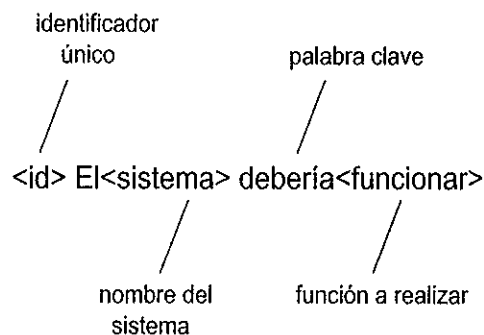 identificador
único
palabra clave
<id> El<sistema> debería<funcionar>
nombre del
sistema
función a realizar